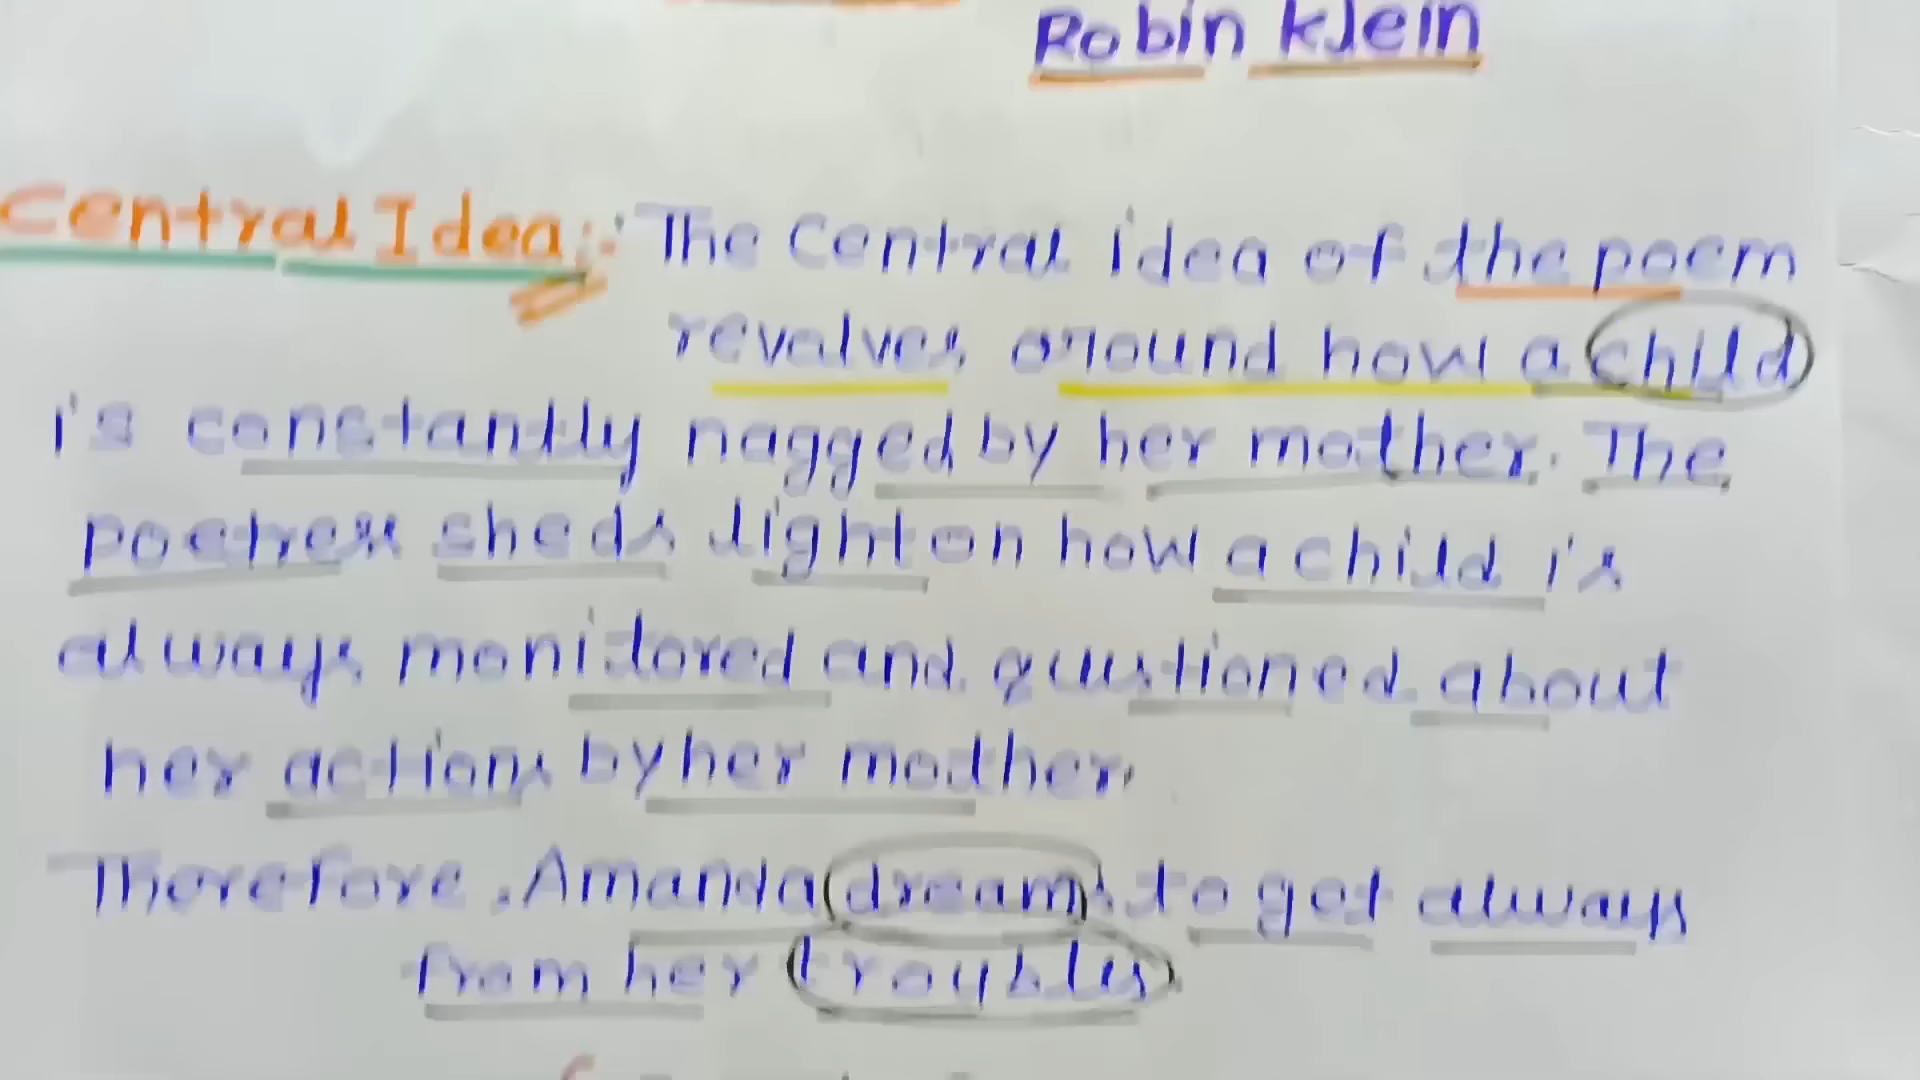 Robin Klein
Central Idea:- The Central idea of the poem
revalves around how a child
is constantly nagged by her mother. The
poetress sheds light on how a child is
always monitored and questioned about
her actions by her mother.
Therefore, Amanda dreams to get always
from her troubles.